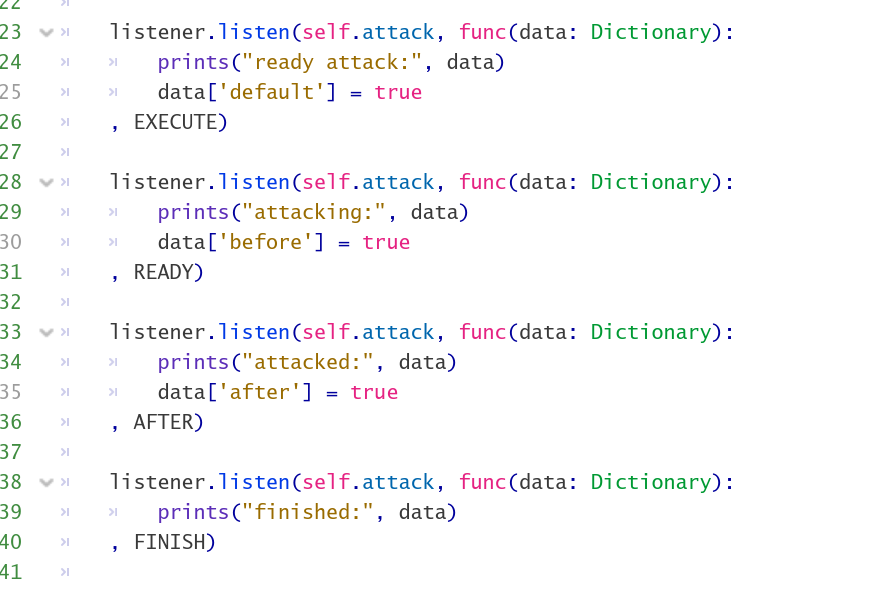 22
23 listener.listen(self.attack, func(data: Dictionary):
24 prints("ready attack:", data)
25 data['default'] = true
26 , EXECUTE)
27
28 listener.listen(self.attack, func(data: Dictionary):
29 prints("attacking:", data)
30 data['before'] = true
31 , READY)
32
33 listener.listen(self.attack, func(data: Dictionary):
34 prints("attacked:", data)
35 data['after'] = true
36 , AFTER)
37
38 listener.listen(self.attack, func(data: Dictionary):
39 prints("finished:", data)
40 , FINISH)
41